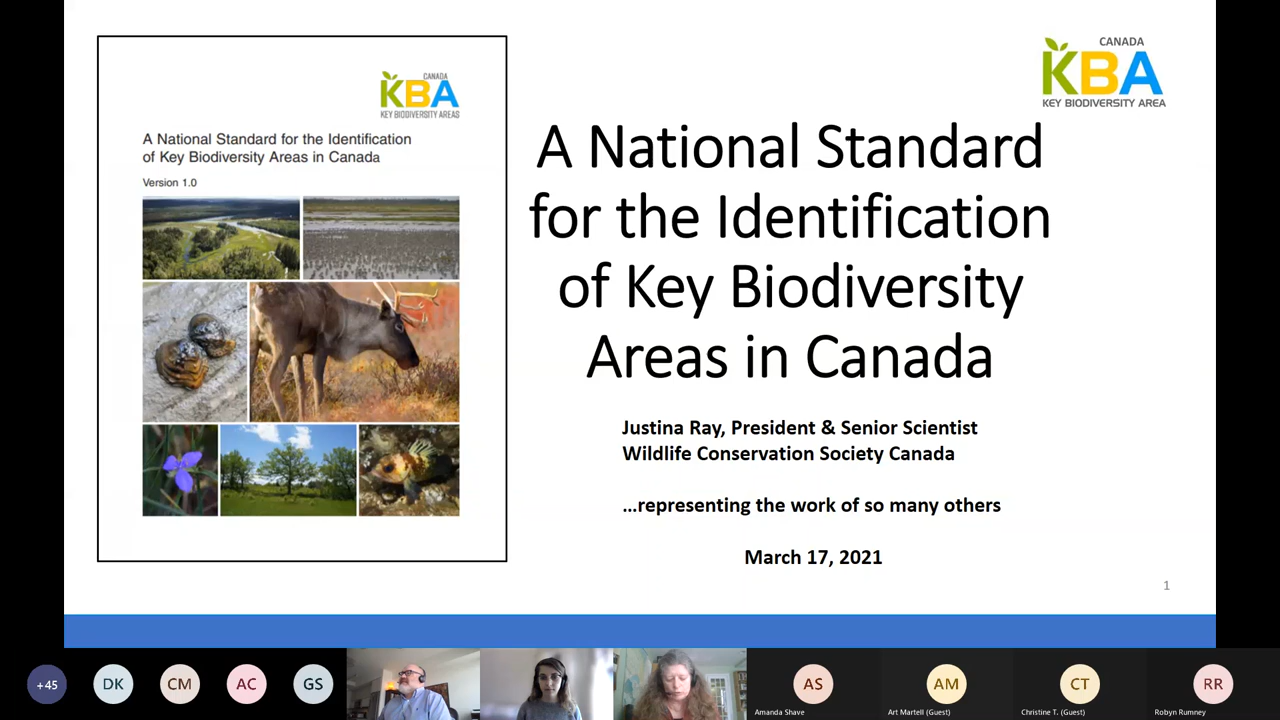 CANADA
KBA
KEY BIODIVERSITY AREAS
A National Standard for the Identification
of Key Biodiversity Areas in Canada
Version 1.0
CANADA
KBA
KEY BIODIVERSITY AREA
A National Standard
for the Identification
of Key Biodiversity
Areas in Canada
Justina Ray, President & Senior Scientist
Wildlife Conservation Society Canada
...representing the work of so many others
March 17, 2021
1
+45
DK
CM
AC
GS
AS
AM
CT
RR
Amanda Shave
Art Martell (Guest)
Christine T. (Guest)
Robyn Rumney